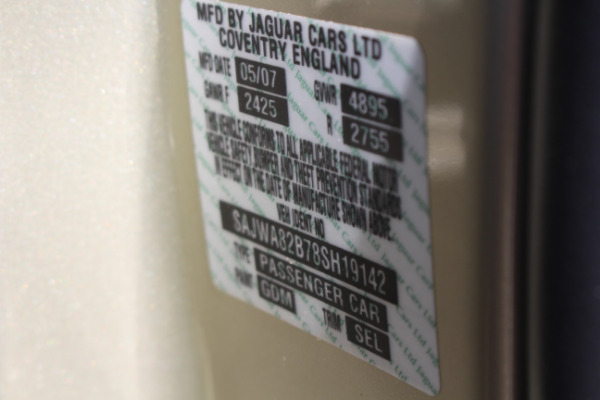 MFD BY JAGUAR CARS LTD
COVENTRY ENGLAND
MFD DATE 05/07 GVWR 4895
GAWR F 2425 R 2755
THIS VEHICLE CONFORMS TO ALL APPLICABLE FEDERAL MOTOR
VEHICLE SAFETY BUMPER AND THEFT PREVENTION STANDARDS
IN EFFECT ON THE DATE OF MANUFACTURE SHOWN ABOVE
VEH IDENT NO
SAJWA82B78SH19142
TYPE PASSENGER CAR
PAINT GDM TRIM SEL